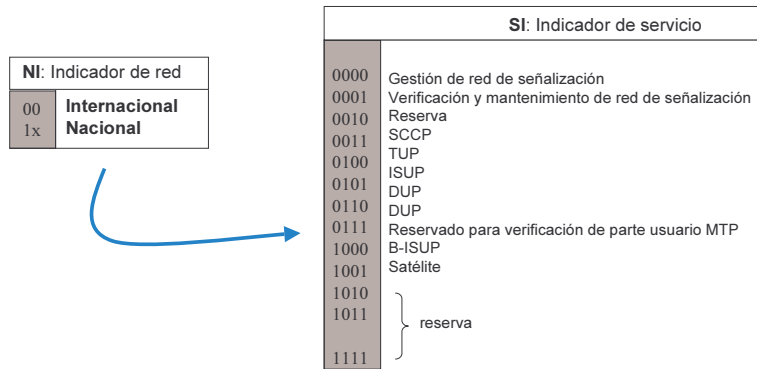 NI: Indicador de red
00 Internacional
1x Nacional
SI: Indicador de servicio
0000 Gestión de red de señalización
0001 Verificación y mantenimiento de red de señalización
0010 Reserva
0011 SCCP
0100 TUP
0101 ISUP
0110 DUP
0111 DUP
1000 Reservado para verificación de parte usuario MTP
1001 B-ISUP
1010 Satélite
1011
reserva
1111